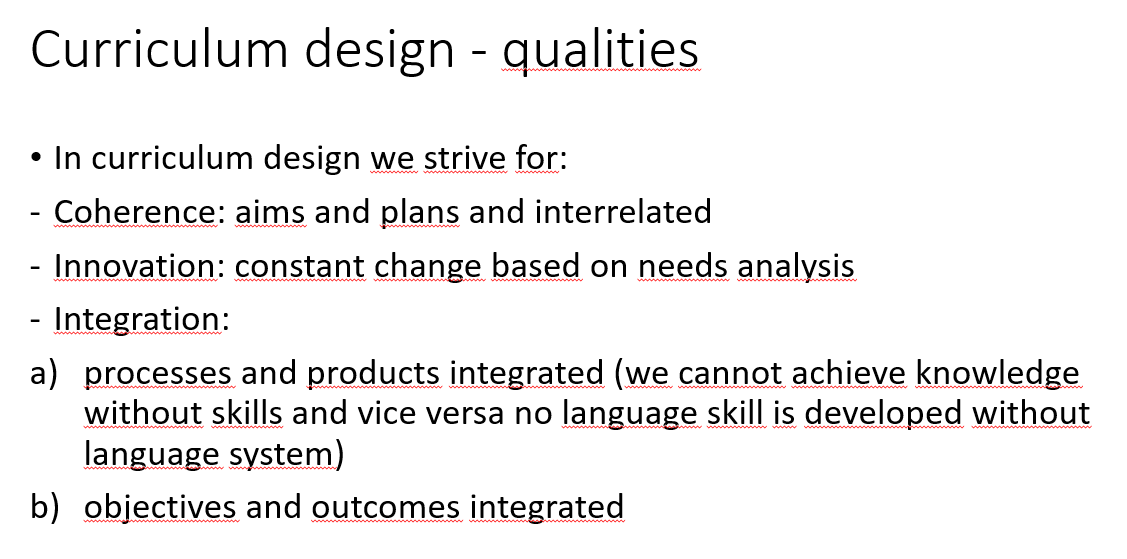 Curriculum design - qualities
• In curriculum design we strive for:
- Coherence: aims and plans and interrelated
- Innovation: constant change based on needs analysis
- Integration:
a) processes and products integrated (we cannot achieve knowledge
without skills and vice versa no language skill is developed without
language system)
b) objectives and outcomes integrated